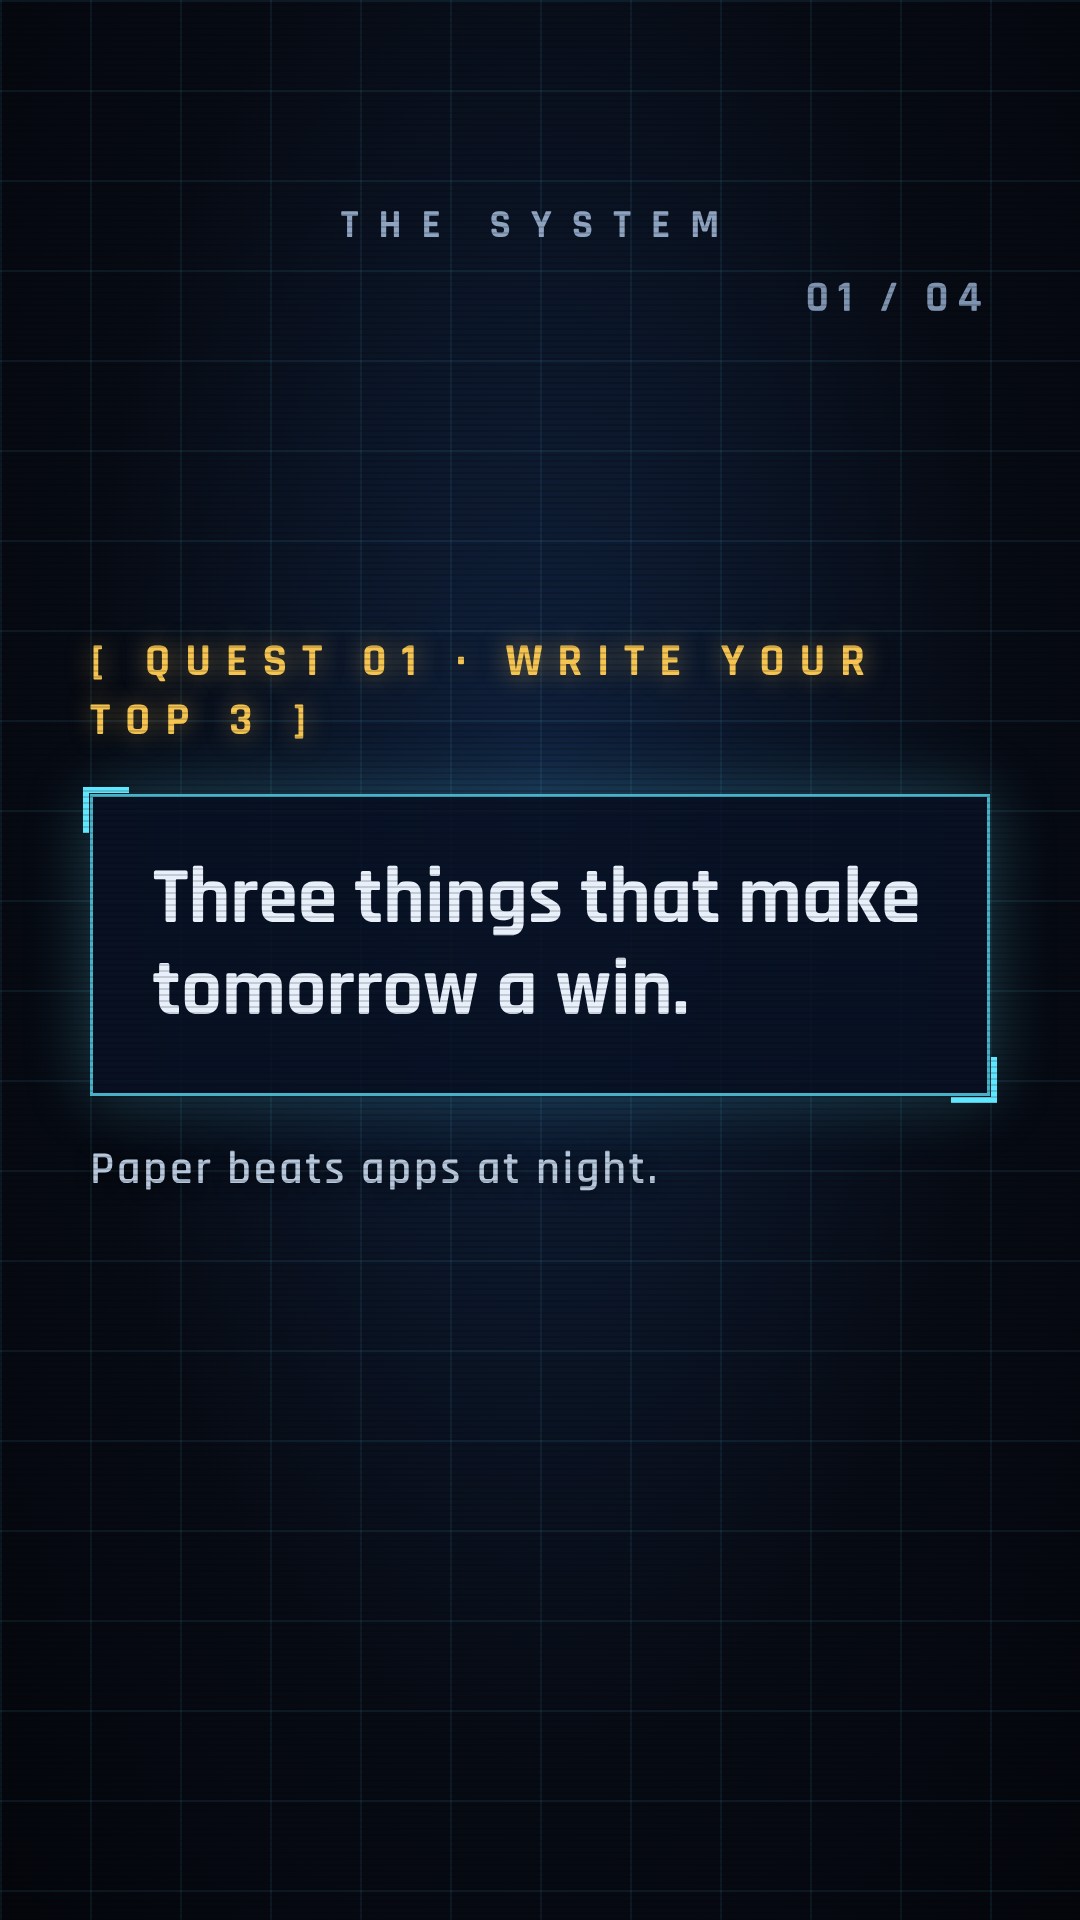 THE SYSTEM
01 / 04
[ QUEST 01 · WRITE YOUR
TOP 3 ]
Three things that make
tomorrow a win.
Paper beats apps at night.